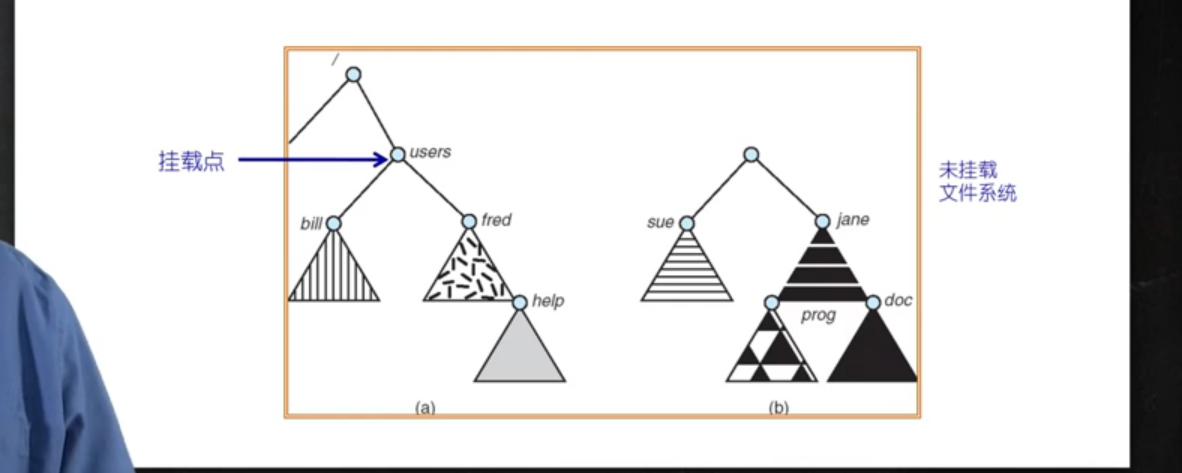 /
挂载点
users
未挂载
文件系统
bill
fred
sue
jane
help
prog
doc
(a)
(b)